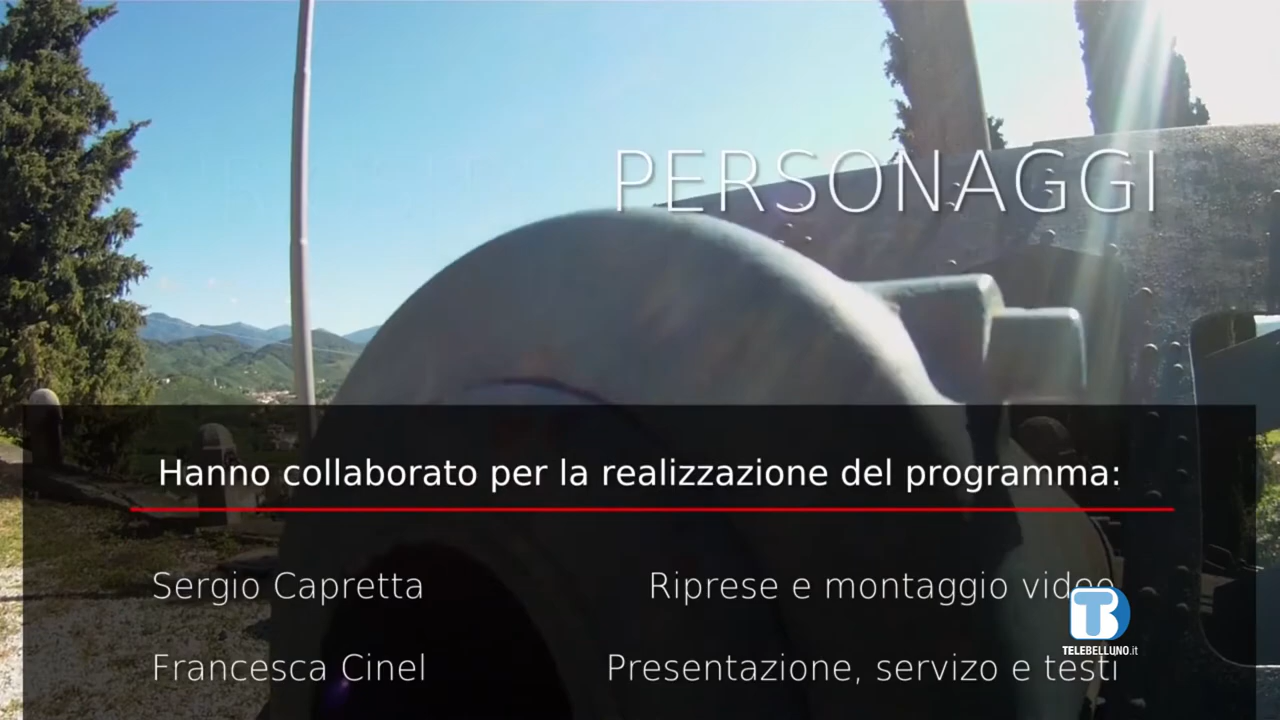 PERSONAGGI
Hanno collaborato per la realizzazione del programma:
Sergio Capretta Riprese e montaggio video
Francesca Cinel Presentazione, servizo e testi
TELEBELLUNO.it